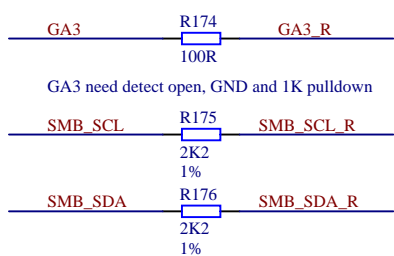 R174
GA3 GA3_R
100R
GA3 need detect open, GND and 1K pulldown
R175
SMB_SCL SMB_SCL_R
2K2
1%
R176
SMB_SDA SMB_SDA_R
2K2
1%